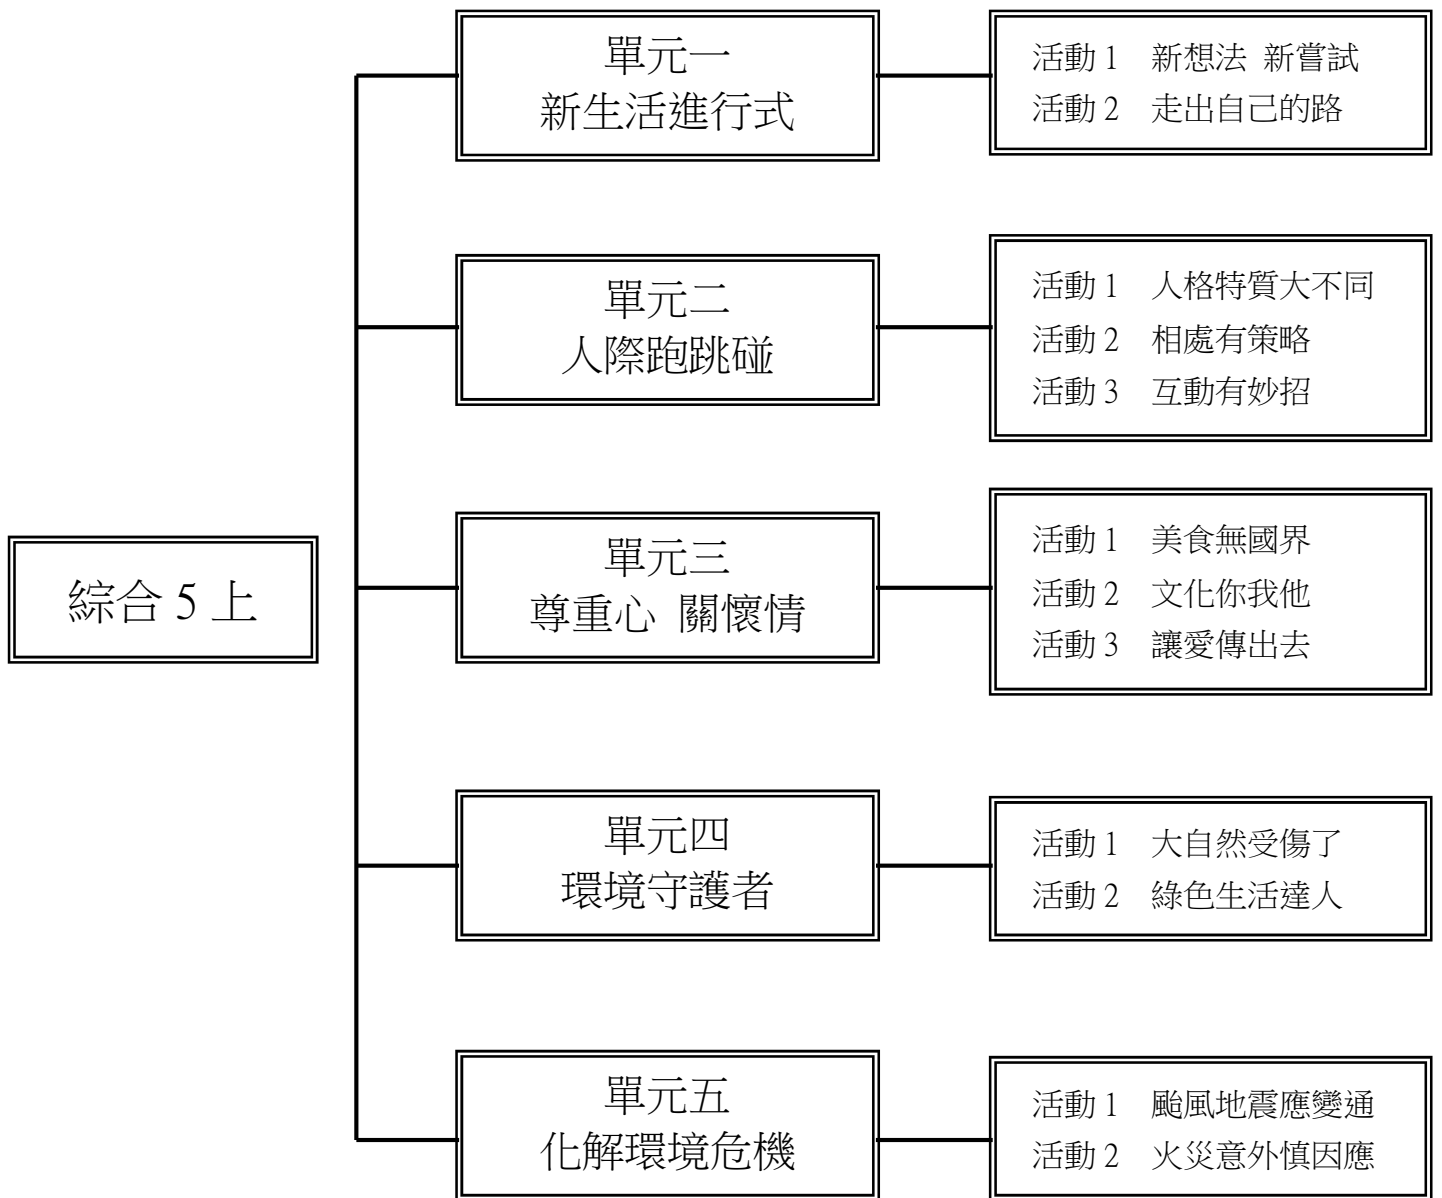 綜合 5 上
單元一
新生活進行式
活動 1 新想法 新嘗試
活動 2 走出自己的路
單元二
人際跑跳碰
活動 1 人格特質大不同
活動 2 相處有策略
活動 3 互動有妙招
單元三
尊重心 關懷情
活動 1 美食無國界
活動 2 文化你我他
活動 3 讓愛傳出去
單元四
環境守護者
活動 1 大自然受傷了
活動 2 綠色生活達人
單元五
化解環境危機
活動 1 颱風地震應變通
活動 2 火災意外慎因應